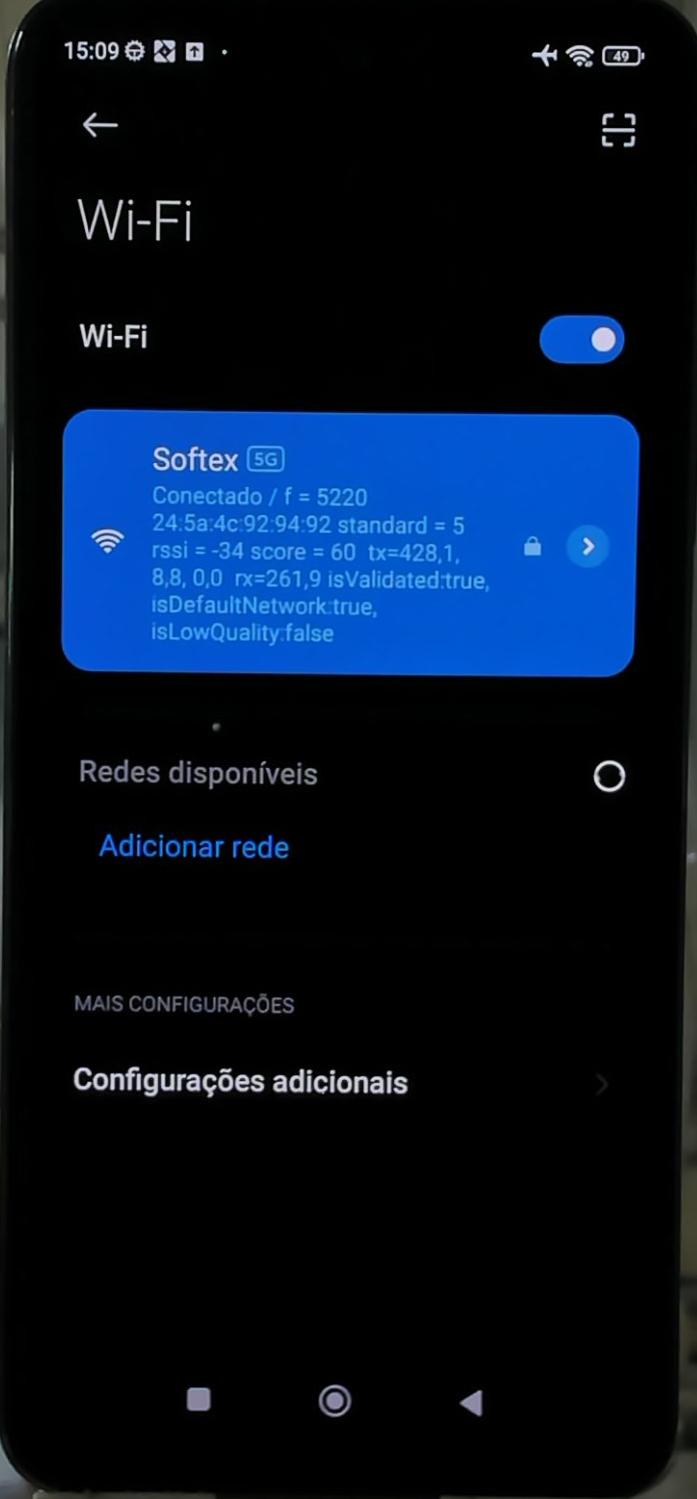 15:09
49
Wi-Fi
Wi-Fi
Softex 5G
Conectado / f = 5220
24:5a:4c:92:94:92 standard = 5
rssi = -34 score = 60 tx=428,1,
8,8, 0,0 rx=261,9 isValidated:true,
isDefaultNetwork:true,
isLowQuality:false
Redes disponíveis
Adicionar rede
MAIS CONFIGURAÇÕES
Configurações adicionais